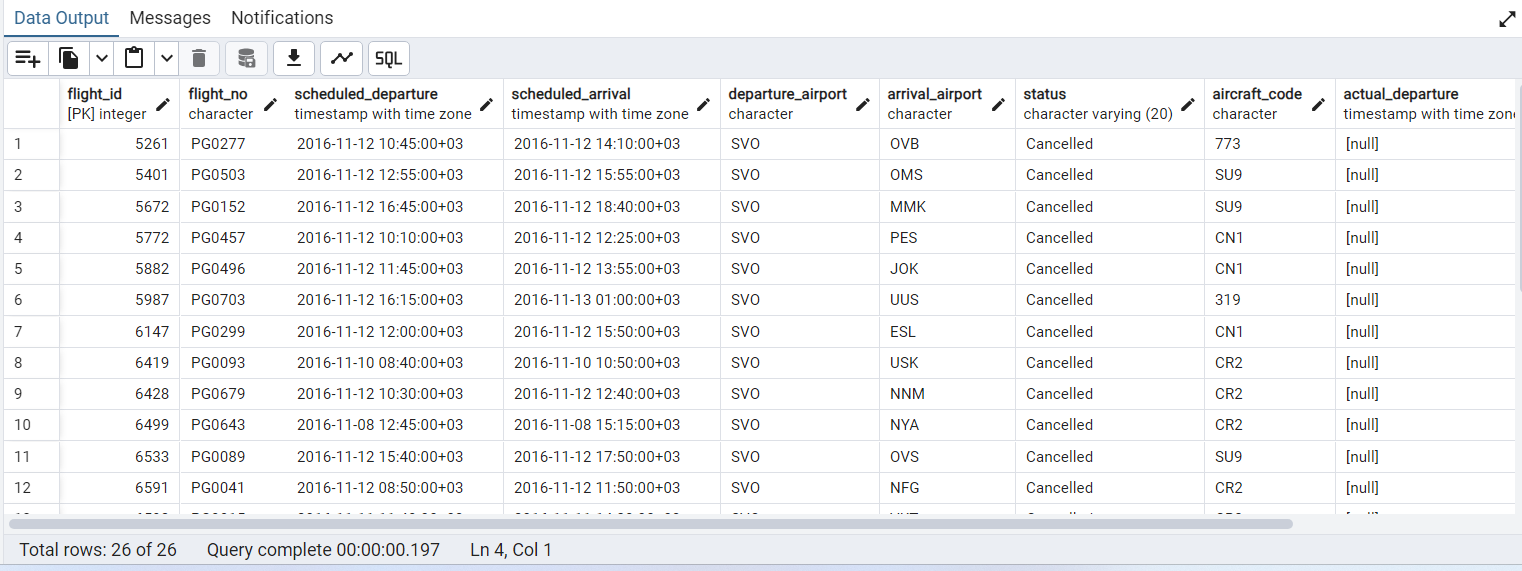 Data Output Messages Notifications
SQL
flight_id flight_no scheduled_departure scheduled_arrival departure_airport arrival_airport status aircraft_code actual_departure
[PK] integer character timestamp with time zone timestamp with time zone character character character varying (20) character timestamp with time zone
1 5261 PG0277 2016-11-12 10:45:00+03 2016-11-12 14:10:00+03 SVO OVB Cancelled 773 [null]
2 5401 PG0503 2016-11-12 12:55:00+03 2016-11-12 15:55:00+03 SVO OMS Cancelled SU9 [null]
3 5672 PG0152 2016-11-12 16:45:00+03 2016-11-12 18:40:00+03 SVO MMK Cancelled SU9 [null]
4 5772 PG0457 2016-11-12 10:10:00+03 2016-11-12 12:25:00+03 SVO PES Cancelled CN1 [null]
5 5882 PG0496 2016-11-12 11:45:00+03 2016-11-12 13:55:00+03 SVO JOK Cancelled CN1 [null]
6 5987 PG0703 2016-11-12 16:15:00+03 2016-11-13 01:00:00+03 SVO UUS Cancelled 319 [null]
7 6147 PG0299 2016-11-12 12:00:00+03 2016-11-12 15:50:00+03 SVO ESL Cancelled CN1 [null]
8 6419 PG0093 2016-11-10 08:40:00+03 2016-11-10 10:50:00+03 SVO USK Cancelled CR2 [null]
9 6428 PG0679 2016-11-12 10:30:00+03 2016-11-12 12:40:00+03 SVO NNM Cancelled CR2 [null]
10 6499 PG0643 2016-11-08 12:45:00+03 2016-11-08 15:15:00+03 SVO NYA Cancelled CR2 [null]
11 6533 PG0089 2016-11-12 15:40:00+03 2016-11-12 17:50:00+03 SVO OVS Cancelled SU9 [null]
12 6591 PG0041 2016-11-12 08:50:00+03 2016-11-12 11:50:00+03 SVO NFG Cancelled CR2 [null]
Total rows: 26 of 26 Query complete 00:00:00.197 Ln 4, Col 1